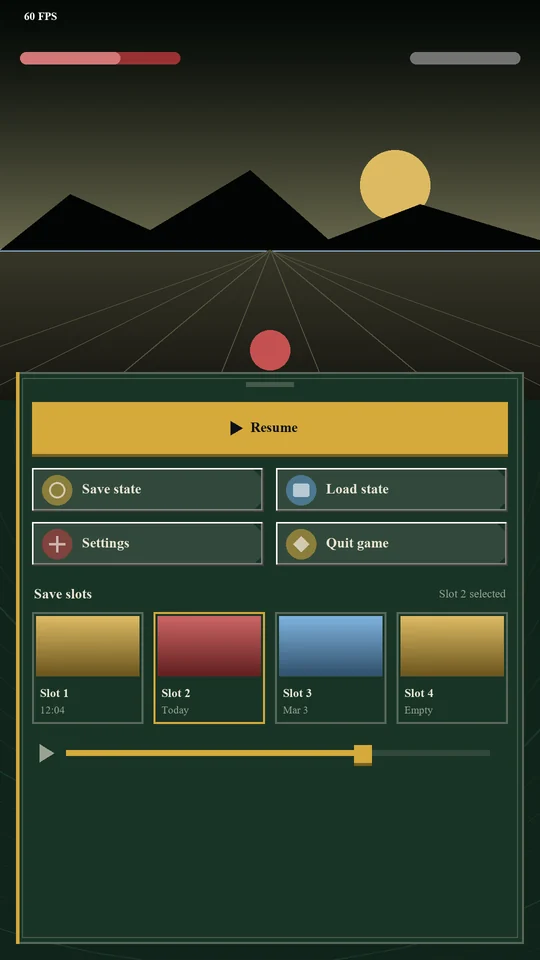 60 FPS
Resume
Save state
Load state
Settings
Quit game
Save slots
Slot 2 selected
Slot 1
12:04
Slot 2
Today
Slot 3
Mar 3
Slot 4
Empty